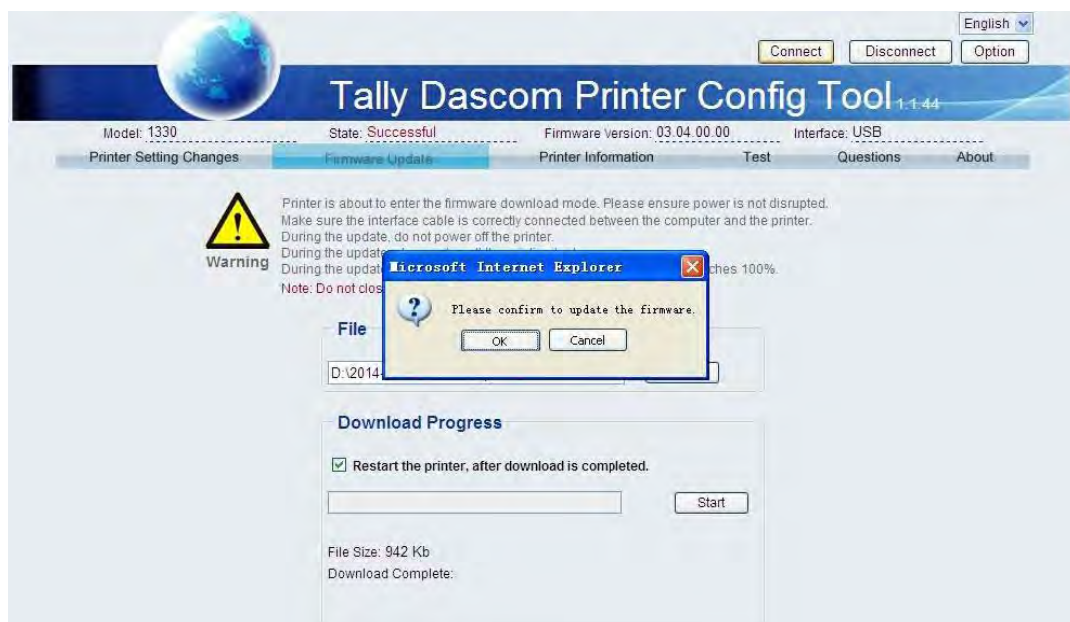 English
Connect Disconnect Option
Tally Dascom Printer Config Tool 1.1.44
Model: 1330 State: Successful Firmware Version: 03.04.00.00 Interface: USB
Printer Setting Changes Firmware Update Printer Information Test Questions About
Printer is about to enter the firmware download mode. Please ensure power is not disrupted.
Make sure the interface cable is correctly connected between the computer and the printer.
During the update, do not power off the printer.
During the update
Warning
During the updat ches 100%.
Note: Do not clos
Microsoft Internet Explorer
Please confirm to update the firmware.
OK Cancel
File
D:\2014-
Download Progress
Restart the printer, after download is completed.
Start
File Size: 942 Kb
Download Complete: